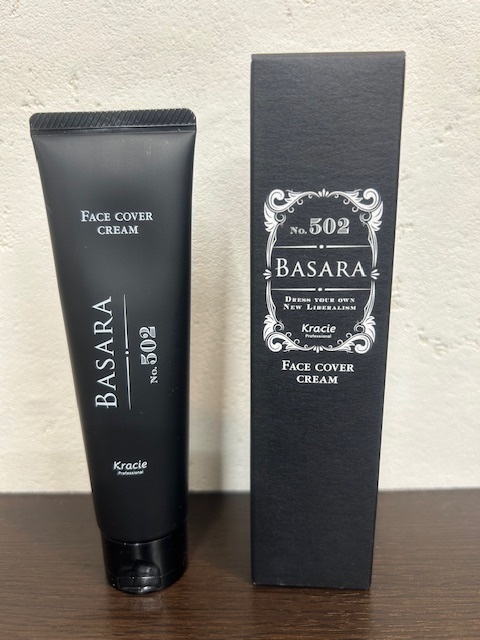 FACE COVER
CREAM
BASARA
No. 502
Kracie
Professional
No. 502
BASARA
DRESS YOUR OWN
NEW LIBERALISM
Kracie
Professional
FACE COVER
CREAM